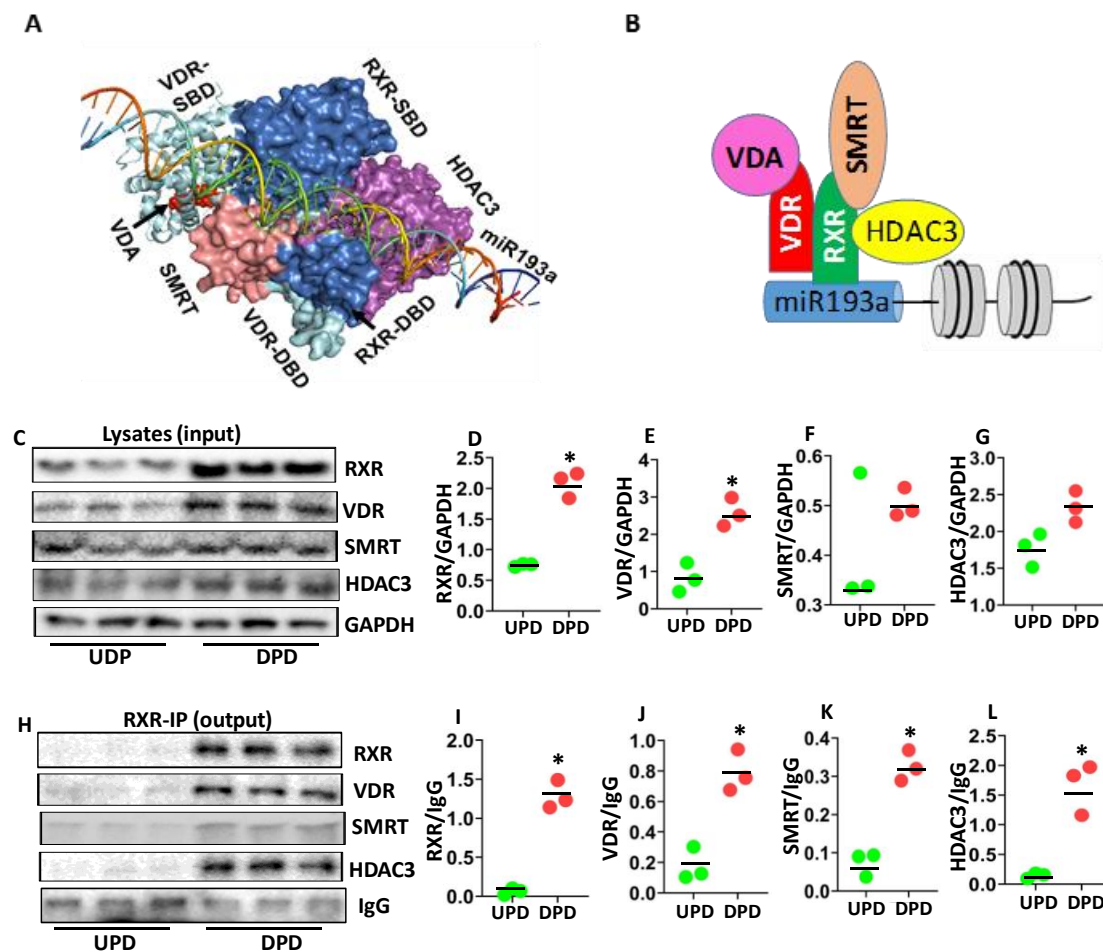 A
VDR-
SBD
RXR-SBD
HDAC3
miR193a
VDA
SMRT
VDR-DBD
RXR-DBD
B
VDA
VDR
RXR
SMRT
HDAC3
miR193a
C
Lysates (input)
RXR
VDR
SMRT
HDAC3
GAPDH
UDP DPD
D
RXR/GAPDH
2.5
2.0
1.5
1.0
0.5
0.0
*
UPD DPD
E
VDR/GAPDH
4
3
2
1
0
*
UPD DPD
F
SMRT/GAPDH
0.6
0.5
0.4
0.3
UPD DPD
G
HDAC3/GAPDH
3.0
2.5
2.0
1.5
1.0
UPD DPD
H
RXR-IP (output)
RXR
VDR
SMRT
HDAC3
IgG
UPD DPD
I
RXR/IgG
2.0
1.5
1.0
0.5
0.0
*
UPD DPD
J
VDR/IgG
1.0
0.8
0.6
0.4
0.2
0.0
*
UPD DPD
K
SMRT/IgG
0.4
0.3
0.2
0.1
0.0
*
UPD DPD
L
HDAC3/IgG
2.5
2.0
1.5
1.0
0.5
0.0
*
UPD DPD